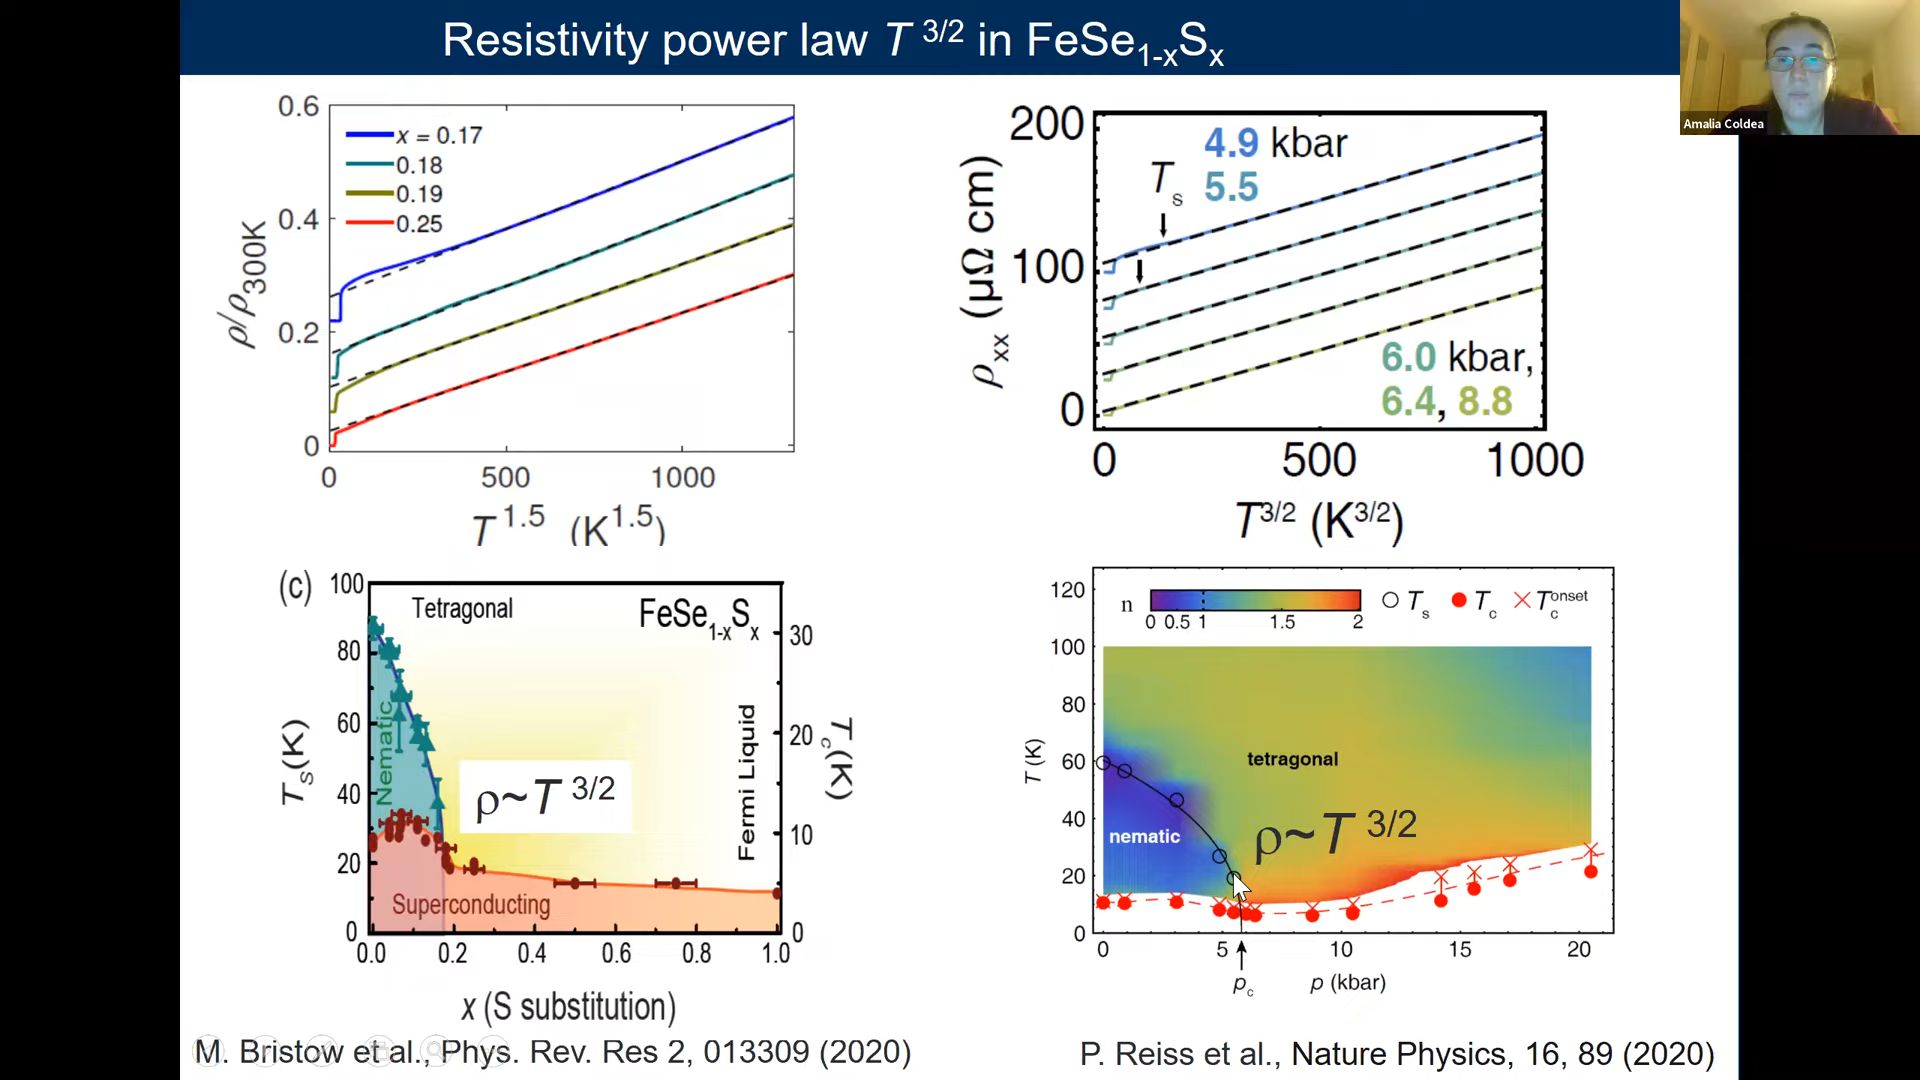 Resistivity power law T 3/2 in FeSe1-xSx
Amalia Coldea
0.6
0.4
0.2
0
x = 0.17
0.18
0.19
0.25
ρ/ρ300K
0 500 1000
T 1.5 (K1.5)
200
100
0
4.9 kbar
5.5
Ts
6.0 kbar,
6.4, 8.8
ρxx (μΩ cm)
0 500 1000
T3/2 (K3/2)
(c)
100
80
60
40
20
0
Tetragonal
FeSe1-xSx
Nematic
ρ~T 3/2
Fermi Liquid
Superconducting
Ts(K)
30
20
10
0
Tc(K)
0.0 0.2 0.4 0.6 0.8 1.0
x (S substitution)
M. Bristow et al., Phys. Rev. Res 2, 013309 (2020)
120
100
80
60
40
20
0
n
0 0.5 1 1.5 2
Ts Tc Tc onset
tetragonal
nematic
ρ~T 3/2
T (K)
0 5 10 15 20
pc
p (kbar)
P. Reiss et al., Nature Physics, 16, 89 (2020)